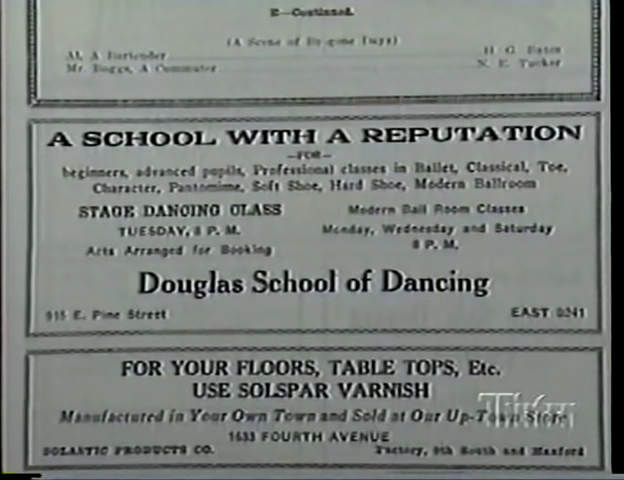 E—Continued.
(A Scene of By-gone Days)
Al, A Bartender H. G. Bates
Mr. Boggs, A Commuter N. E. Tucker
A SCHOOL WITH A REPUTATION
—FOR—
beginners, advanced pupils, Professional classes in Ballet, Classical, Toe,
Character, Pantomime, Soft Shoe, Hard Shoe, Modern Ballroom
STAGE DANCING CLASS
TUESDAY, 8 P. M.
Acts Arranged for Booking
Modern Ball Room Classes
Monday, Wednesday and Saturday
8 P. M.
Douglas School of Dancing
915 E. Pine Street EAST 0341
FOR YOUR FLOORS, TABLE TOPS, Etc.
USE SOLSPAR VARNISH
Manufactured in Your Own Town and Sold at Our Up-Town Store
1633 FOURTH AVENUE
SOLASTIC PRODUCTS CO. Factory, 9th South and Hanford